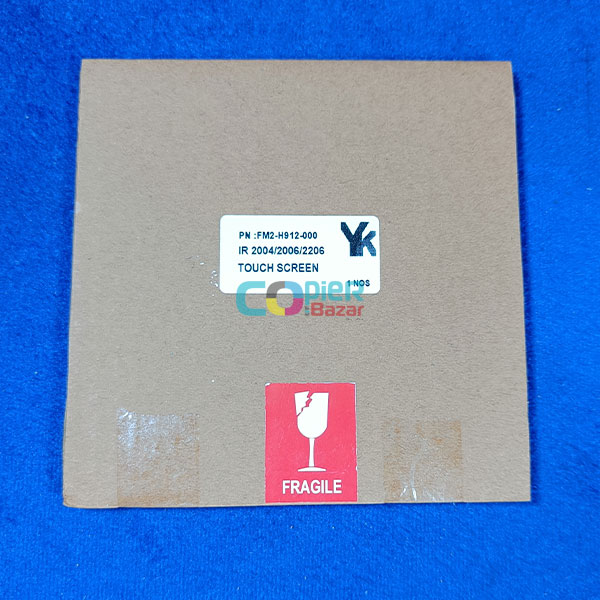 PN :FM2-H912-000
IR 2004/2006/2206
TOUCH SCREEN
YK
1 NOS
COPiER
Bazar
FRAGILE